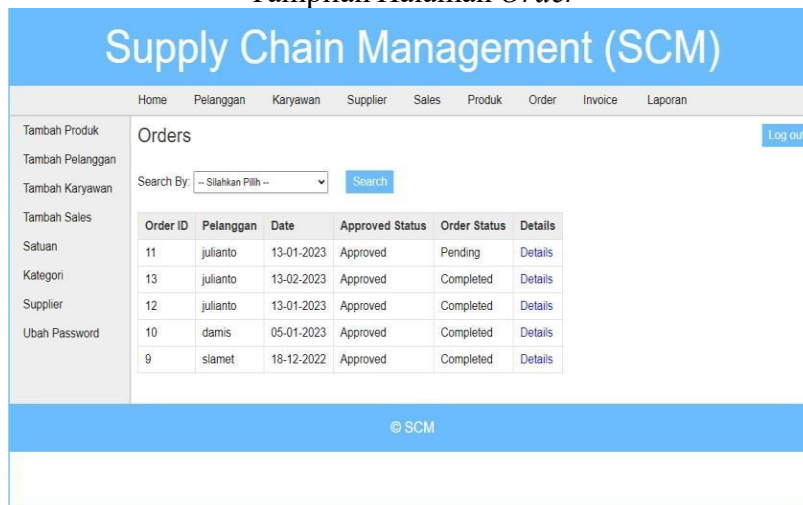 Tampilan Halaman Order
Supply Chain Management (SCM)
Home Pelanggan Karyawan Supplier Sales Produk Order Invoice Laporan
Tambah Produk
Tambah Pelanggan
Tambah Karyawan
Tambah Sales
Satuan
Kategori
Supplier
Ubah Password
Orders
Log out
Search By: -- Silahkan Pilih -- Search
Order ID Pelanggan Date Approved Status Order Status Details
11 julianto 13-01-2023 Approved Pending Details
13 julianto 13-02-2023 Approved Completed Details
12 julianto 13-01-2023 Approved Completed Details
10 damis 05-01-2023 Approved Completed Details
9 slamet 18-12-2022 Approved Completed Details
© SCM